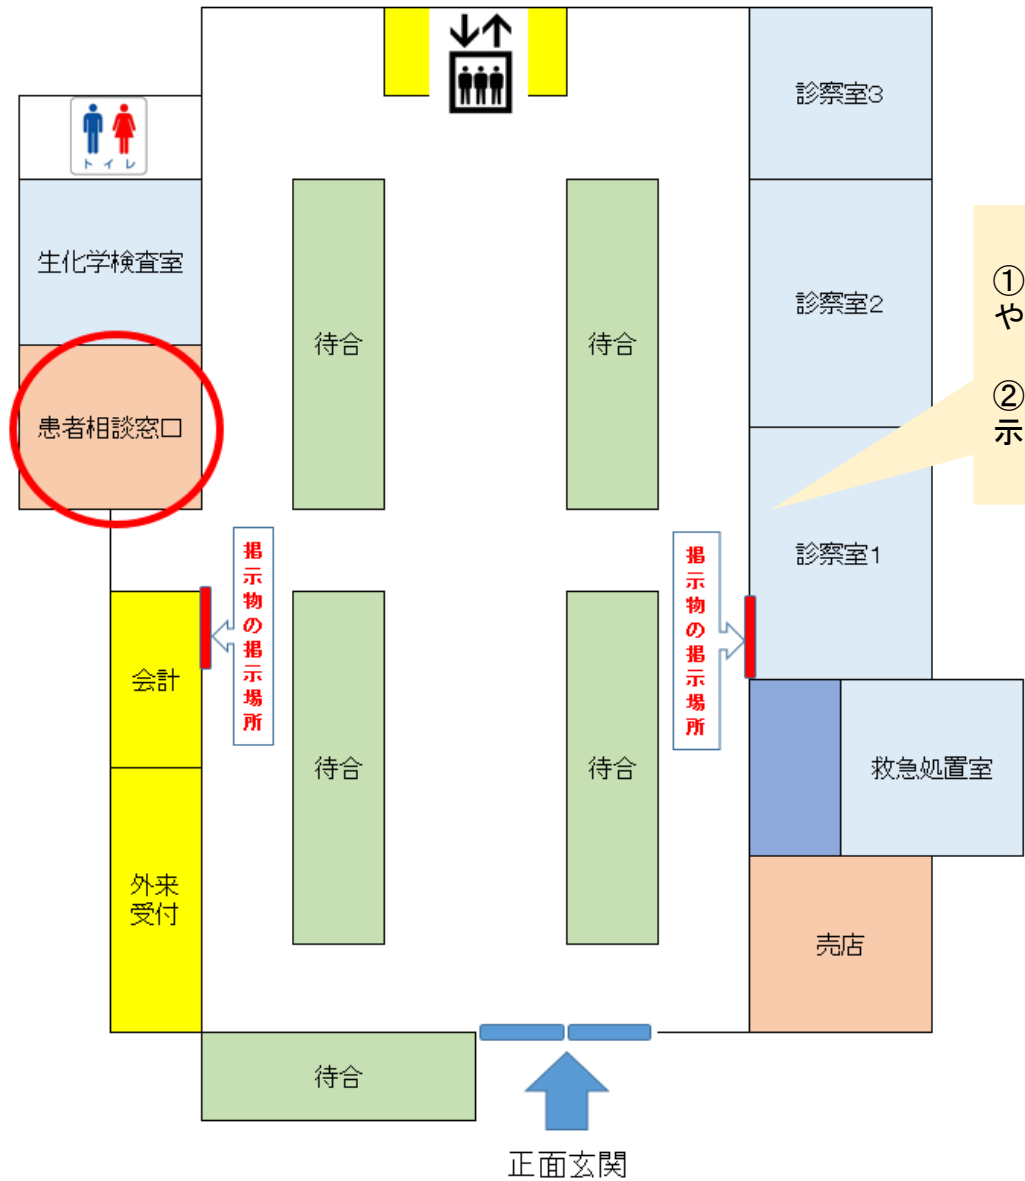 診察室3
トイレ
生化学検査室
診察室2
待合
待合
①
や
②
示
患者相談窓口
診察室1
掲示物の掲示場所
掲示物の掲示場所
会計
待合
待合
救急処置室
外来
受付
売店
待合
正面玄関